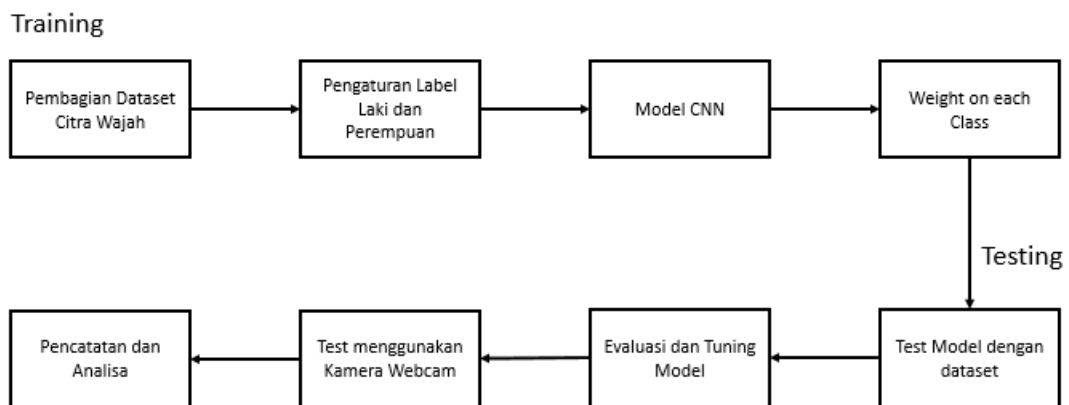 Training
Pembagian Dataset
Citra Wajah
Pengaturan Label
Laki dan
Perempuan
Model CNN
Weight on each
Class
Testing
Test Model dengan
dataset
Evaluasi dan Tuning
Model
Test menggunakan
Kamera Webcam
Pencatatan dan
Analisa